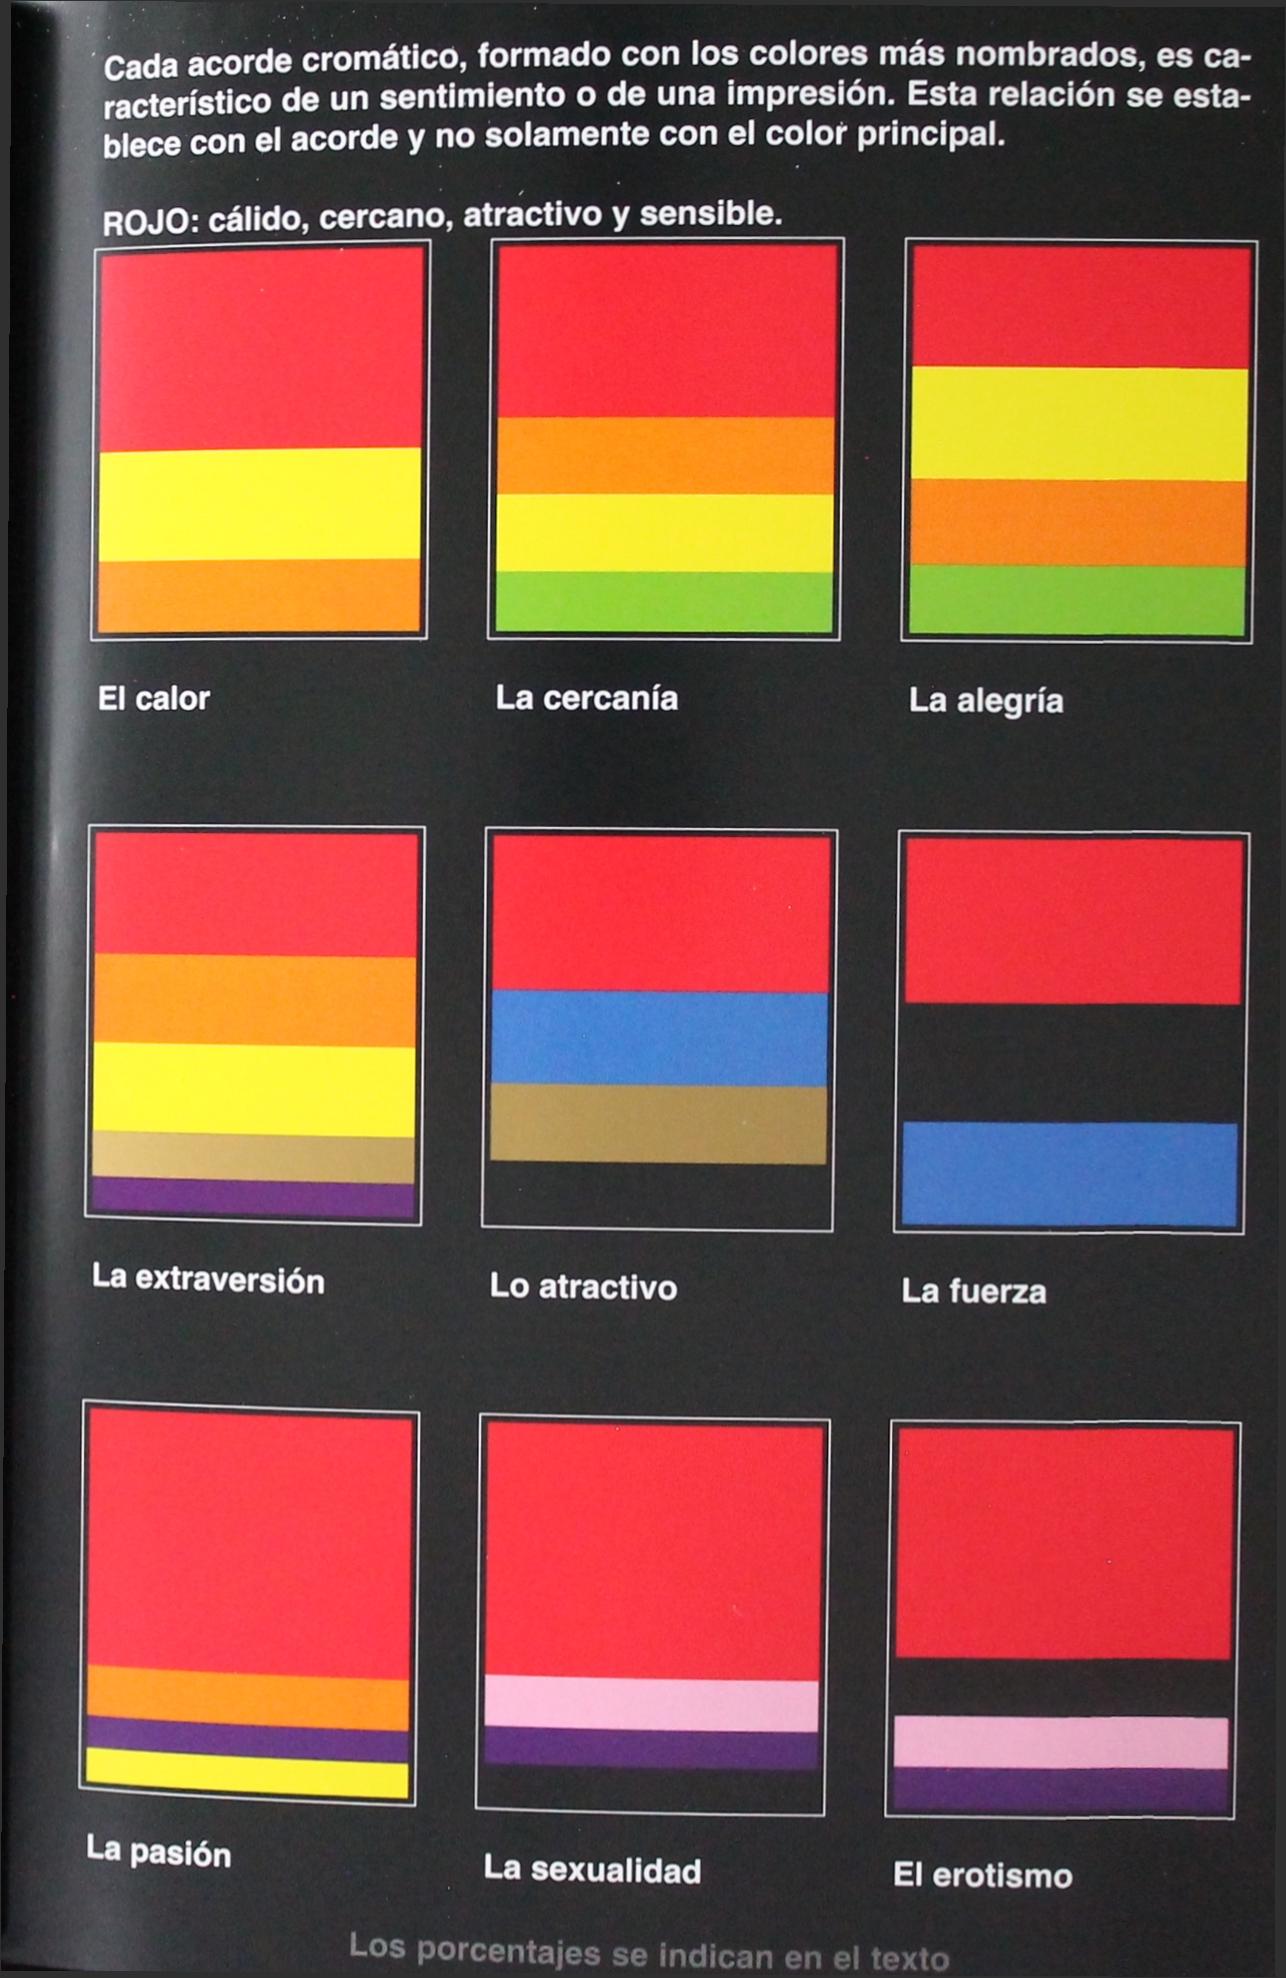 Cada acorde cromático, formado con los colores más nombrados, es ca-
racterístico de un sentimiento o de una impresión. Esta relación se esta-
blece con el acorde y no solamente con el color principal.
ROJO: cálido, cercano, atractivo y sensible.
El calor
La cercanía
La alegría
La extraversión
Lo atractivo
La fuerza
La pasión
La sexualidad
El erotismo
Los porcentajes se indican en el texto